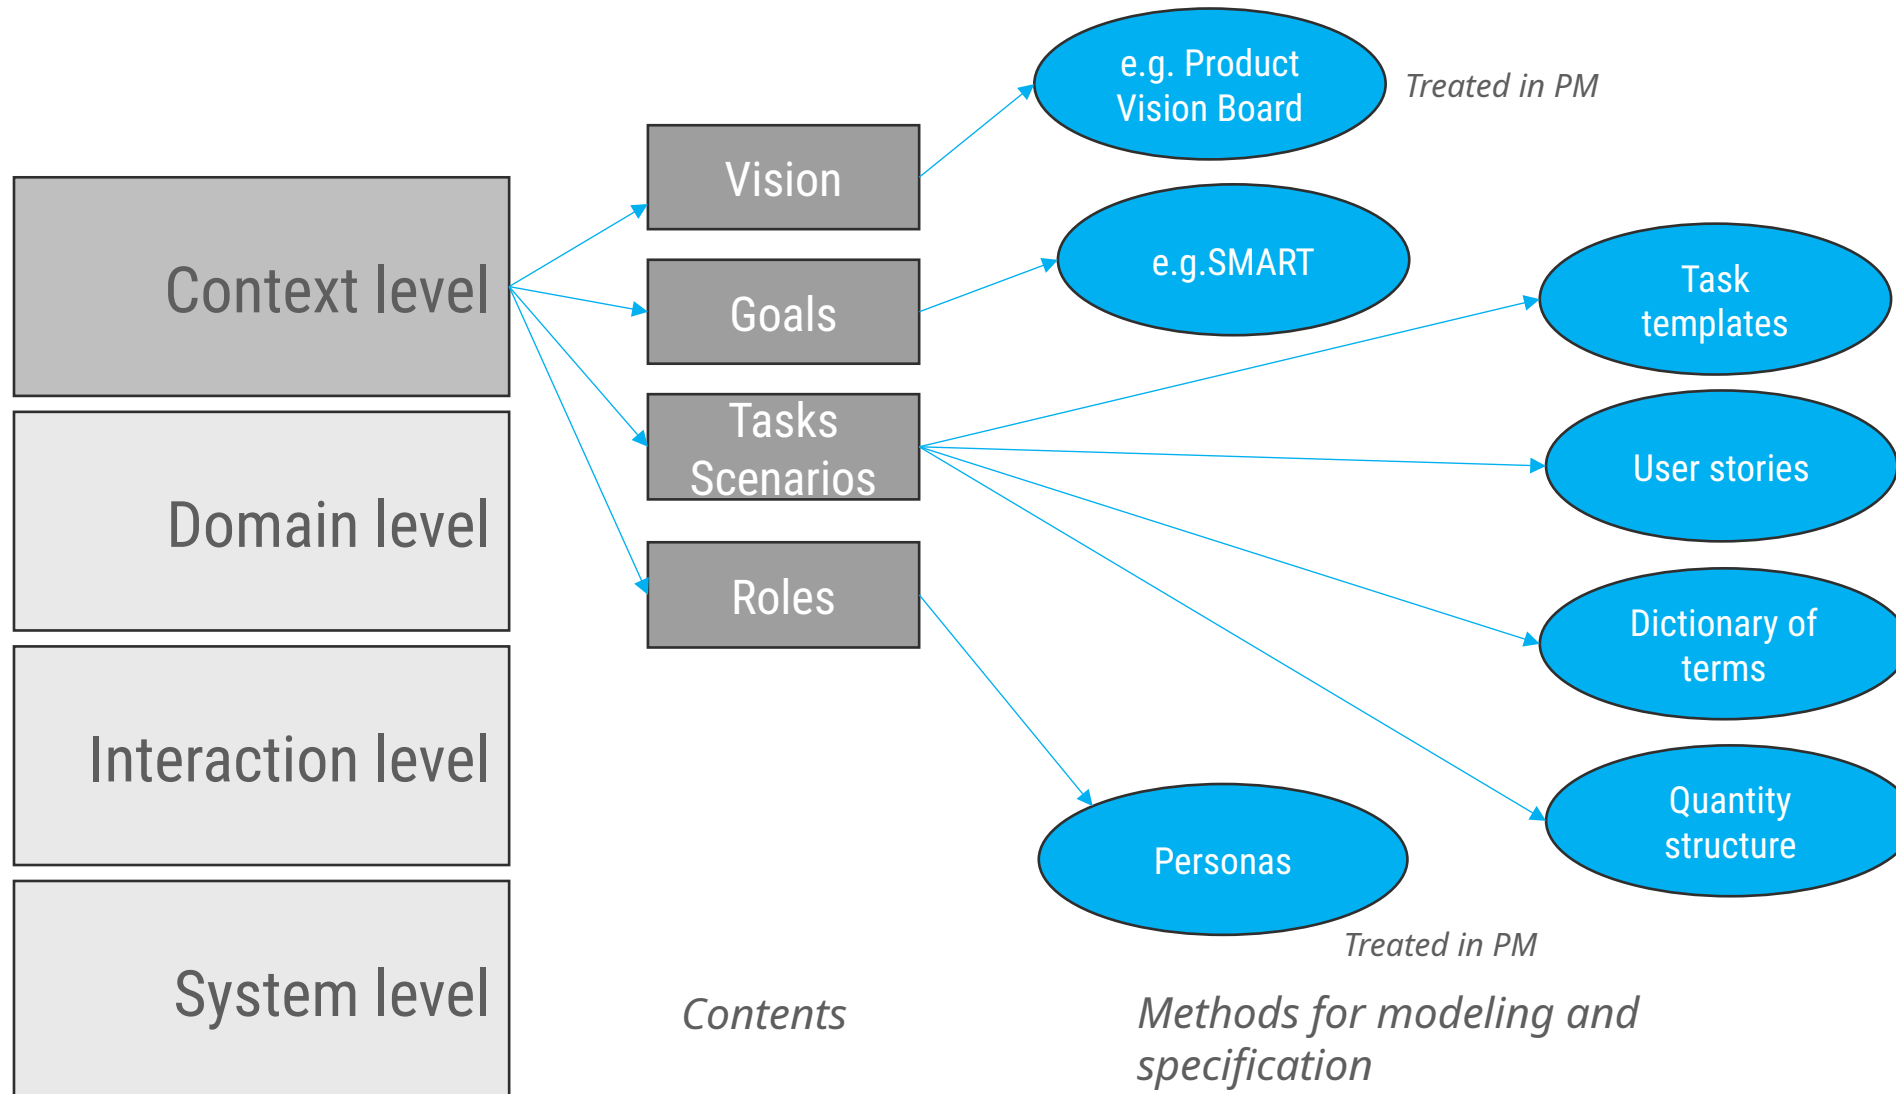 Context level
Domain level
Interaction level
System level
Vision
Goals
Tasks
Scenarios
Roles
Contents
e.g. Product
Vision Board
Treated in PM
e.g.SMART
Task
templates
User stories
Dictionary of
terms
Quantity
structure
Personas
Treated in PM
Methods for modeling and
specification